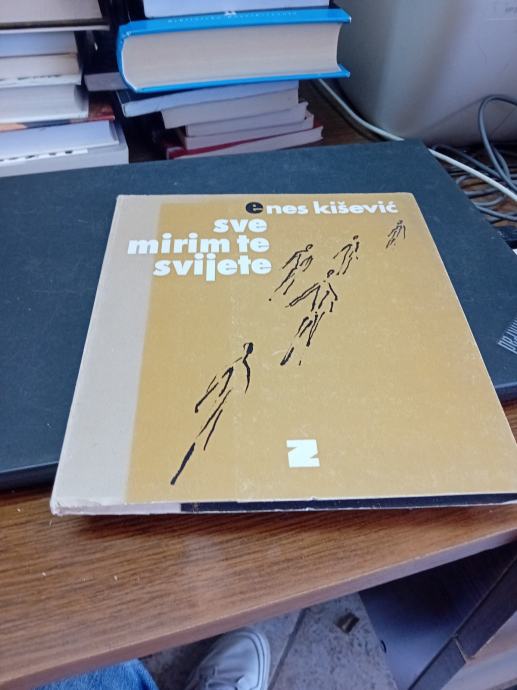 enes kišević
sve
mirim te
svijete
Z